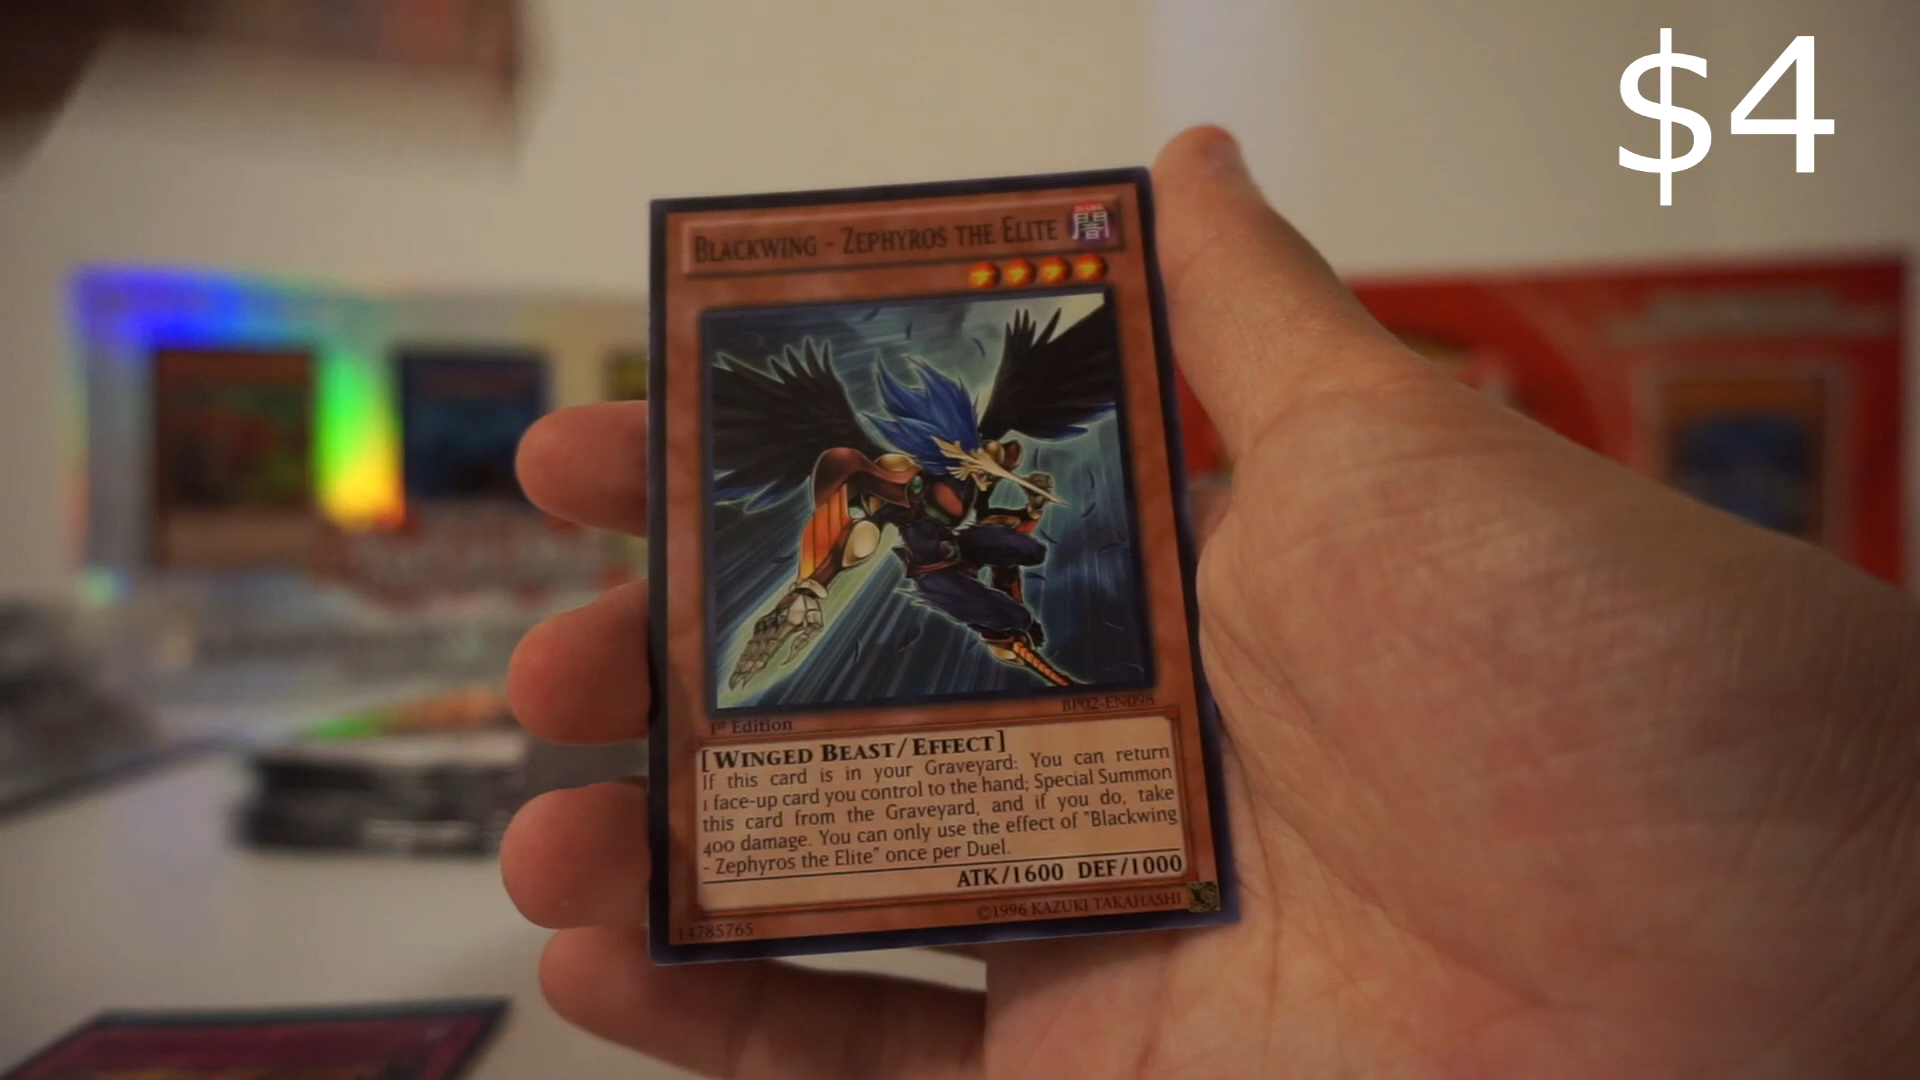 $4
BLACKWING - ZEPHYROS THE ELITE
闇
1st Edition
BP02-EN098
[WINGED BEAST/EFFECT]
If this card is in your Graveyard: You can return
1 face-up card you control to the hand; Special Summon
this card from the Graveyard, and if you do, take
400 damage. You can only use the effect of "Blackwing
- Zephyros the Elite" once per Duel.
ATK/1600 DEF/1000
14785765
©1996 KAZUKI TAKAHASHI